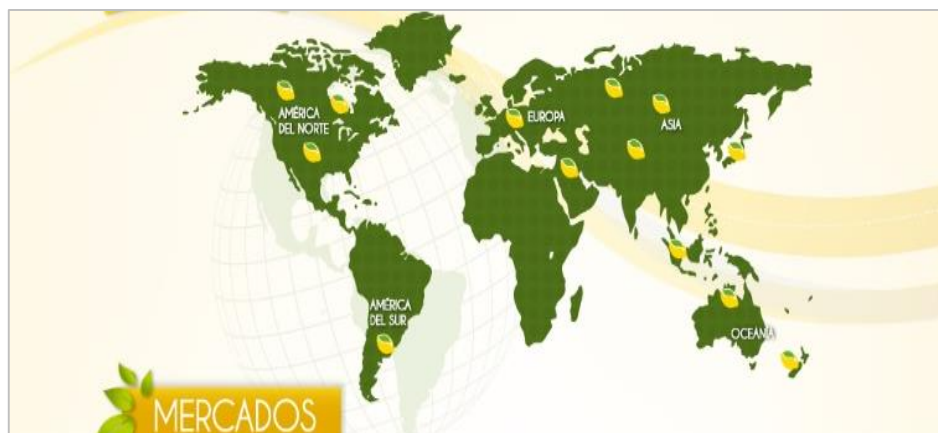 AMÉRICA
DEL NORTE
EUROPA
ASIA
AMÉRICA
DEL SUR
OCEANÍA
MERCADOS